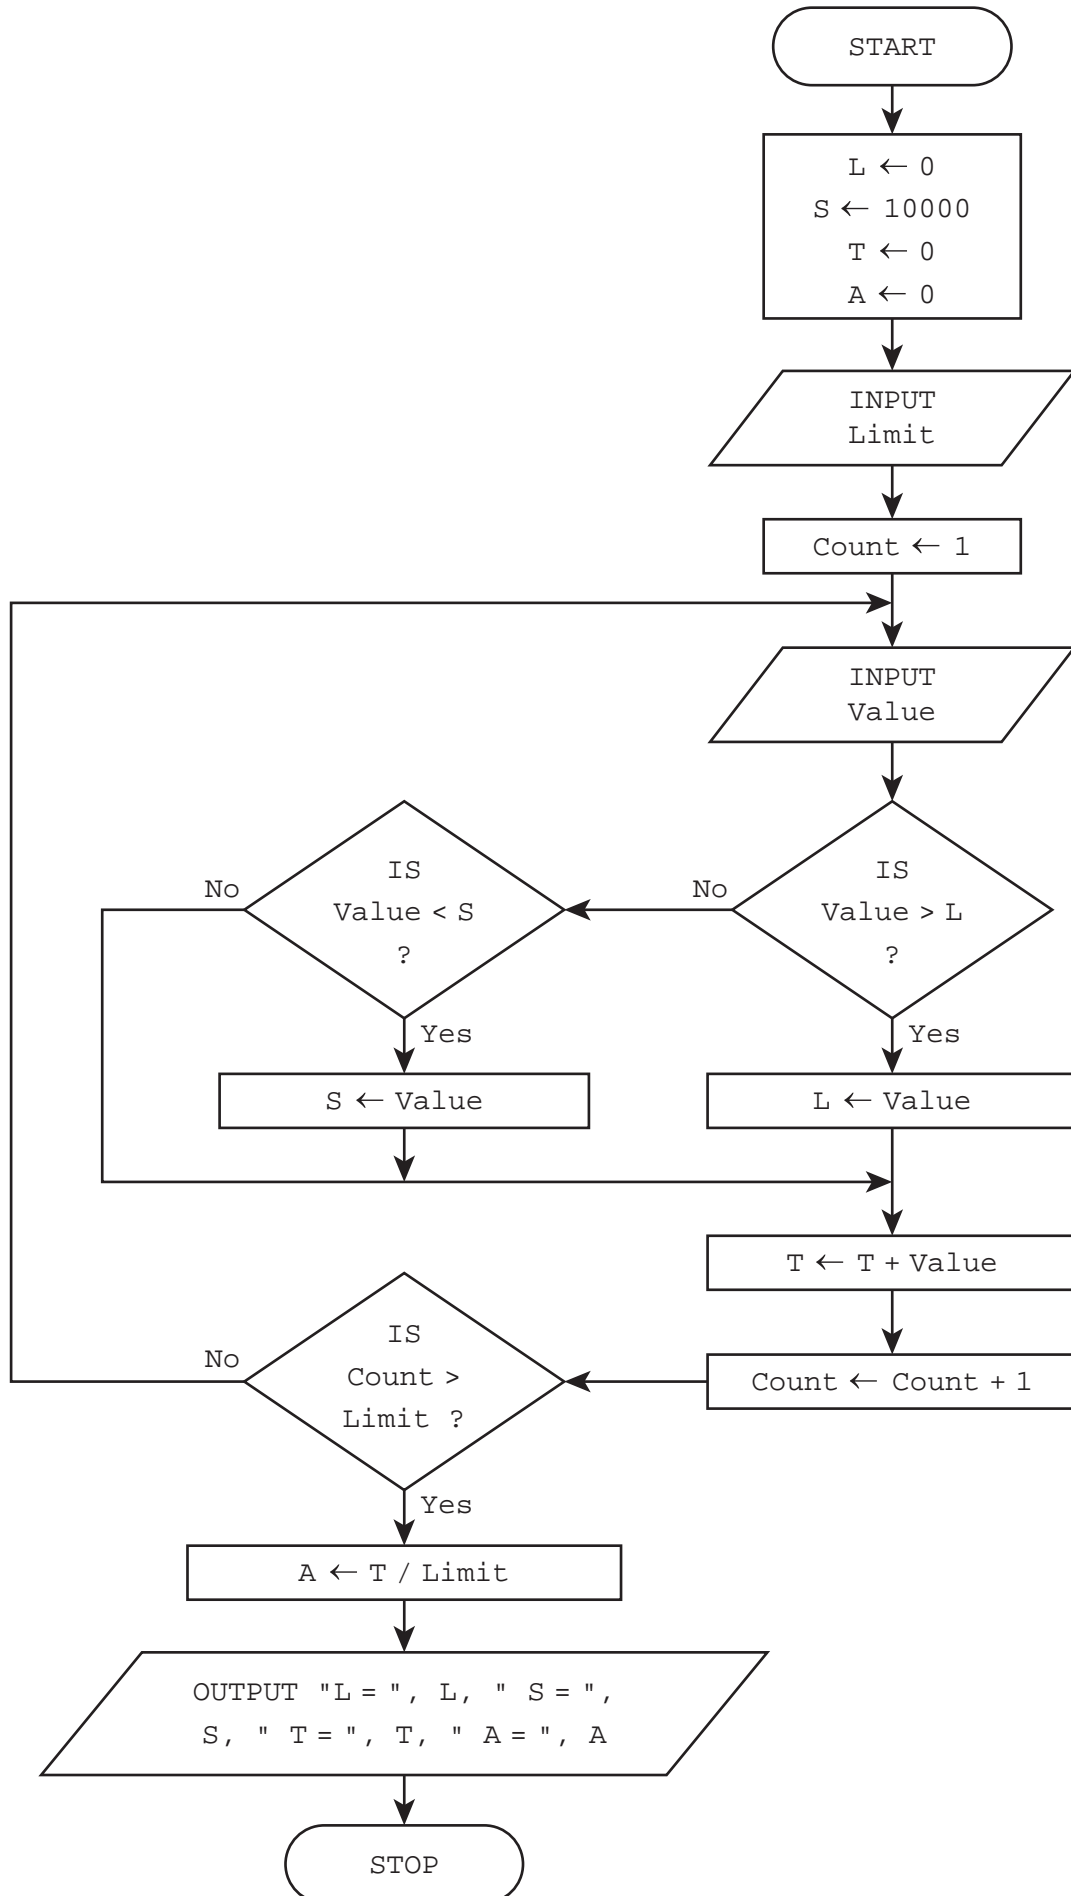 START
L ← 0
S ← 10000
T ← 0
A ← 0
INPUT
Limit
Count ← 1
INPUT
Value
IS
Value > L
?
No
Yes
IS
Value < S
?
No
Yes
S ← Value
L ← Value
T ← T + Value
Count ← Count + 1
IS
Count >
Limit ?
No
Yes
A ← T / Limit
OUTPUT "L = ", L, " S = ",
S, " T = ", T, " A = ", A
STOP